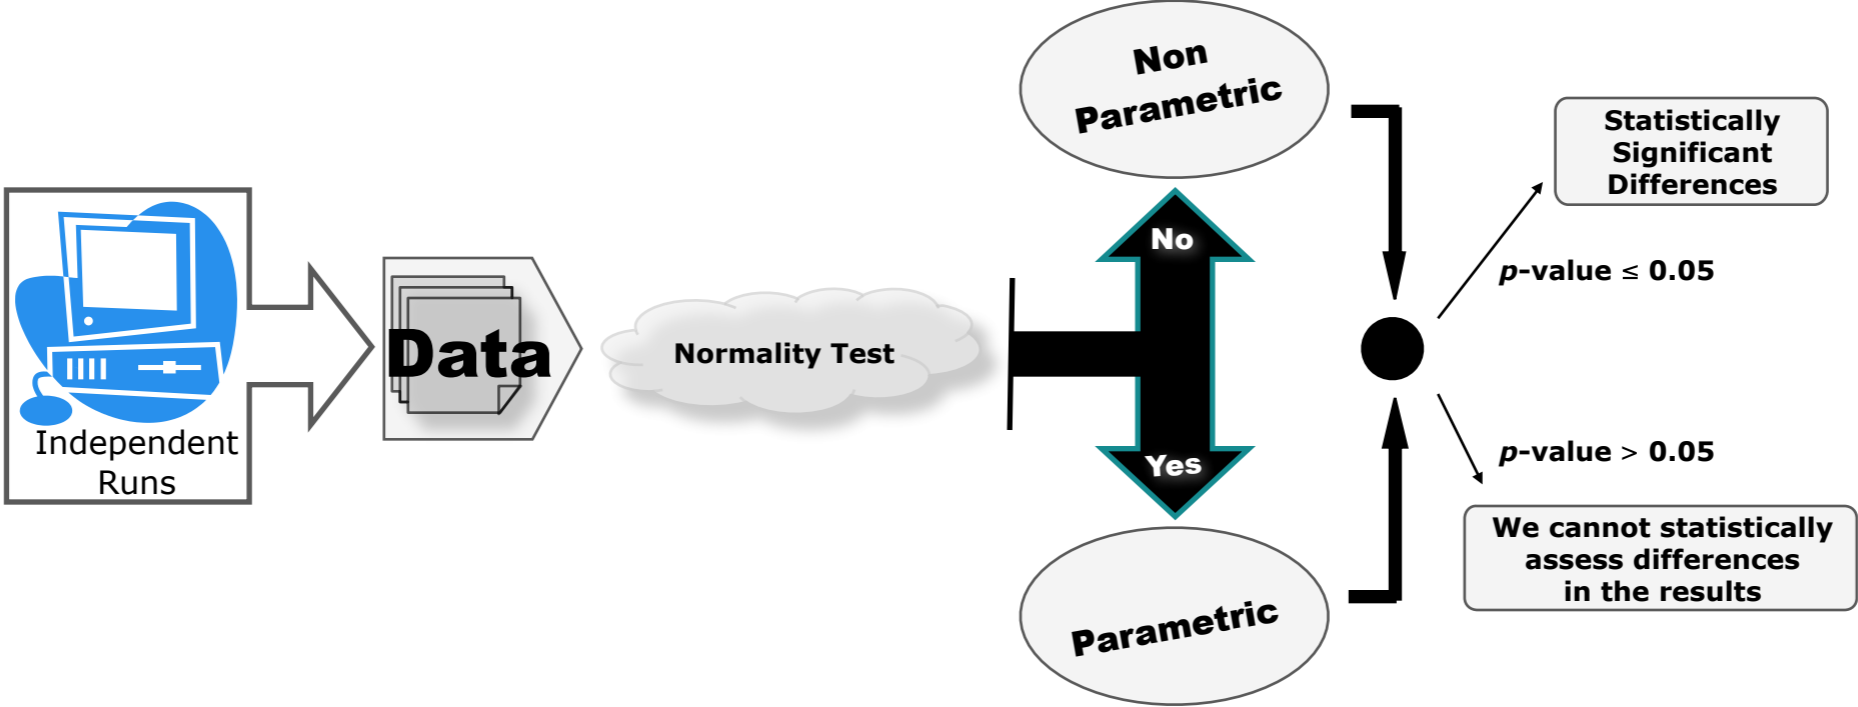 Independent
Runs
Data
Normality Test
Non
Parametric
No
Yes
Parametric
Statistically
Significant
Differences
p-value ≤ 0.05
p-value > 0.05
We cannot statistically
assess differences
in the results